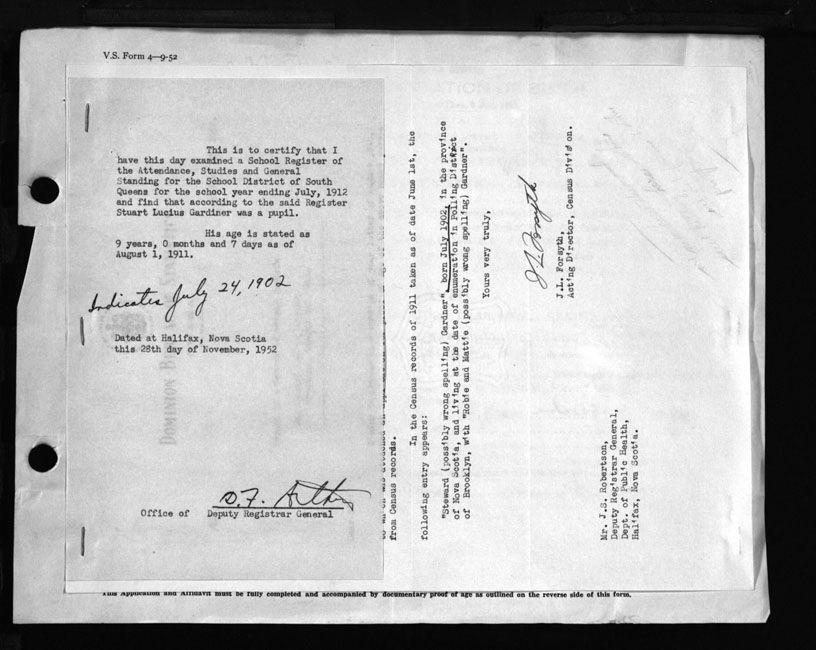 V.S. Form 4—9-52
This is to certify that I
have this day examined a School Register of
the Attendance, Studies and General
Standing for the School District of South
Queens for the school year ending July, 1912
and find that according to the said Register
Stuart Lucius Gardiner was a pupil.
His age is stated as
9 years, 0 months and 7 days as of
August 1, 1911.
Indicates July 24, 1902
Dated at Halifax, Nova Scotia
this 28th day of November, 1952
Office of
Deputy Registrar General
DOMINION
from Census records.
In the Census records of 1911 taken as of date June 1st, the
following entry appears:
"Steward (possibly wrong spelling) Gardner", born July 1902, in the province
of Nova Scotia, and living at the date of enumeration in Polling District
of Brooklyn, with "Robie and Mattie (possibly wrong spelling) Gardner".
Yours very truly,
J L Forsyth
J.L. Forsyth,
Acting Director, Census Division.
Mr. J.S. Robertson,
Deputy Registrar General,
Dept. of Public Health,
Halifax, Nova Scotia.
This Application and Affidavit must be fully completed and accompanied by documentary proof of age as outlined on the reverse side of this form.